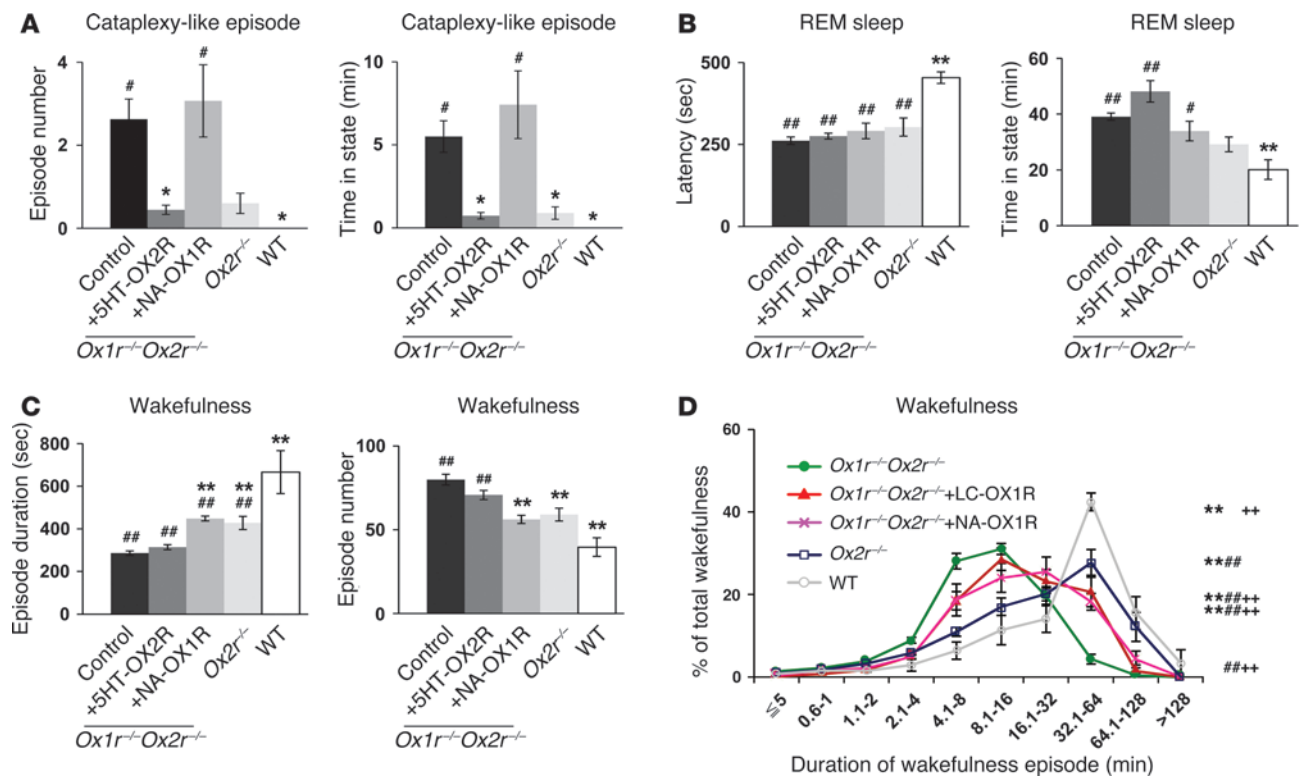 A
Cataplexy-like episode
Episode number
4
2
0
#
*
#
*
Control
+5HT-OX2R
+NA-OX1R
Ox2r⁻/⁻
WT
Ox1r⁻/⁻Ox2r⁻/⁻
Cataplexy-like episode
Time in state (min)
10
5
0
#
*
#
*
*
Control
+5HT-OX2R
+NA-OX1R
Ox2r⁻/⁻
WT
Ox1r⁻/⁻Ox2r⁻/⁻
B
REM sleep
Latency (sec)
500
250
0
##
##
##
##
**
Control
+5HT-OX2R
+NA-OX1R
Ox2r⁻/⁻
WT
Ox1r⁻/⁻Ox2r⁻/⁻
REM sleep
Time in state (min)
60
40
20
0
##
##
#
**
Control
+5HT-OX2R
+NA-OX1R
Ox2r⁻/⁻
WT
Ox1r⁻/⁻Ox2r⁻/⁻
C
Wakefulness
Episode duration (sec)
800
600
400
200
0
##
##
**
##
**
##
**
Control
+5HT-OX2R
+NA-OX1R
Ox2r⁻/⁻
WT
Ox1r⁻/⁻Ox2r⁻/⁻
Wakefulness
Episode number
100
50
0
##
##
**
**
**
Control
+5HT-OX2R
+NA-OX1R
Ox2r⁻/⁻
WT
Ox1r⁻/⁻Ox2r⁻/⁻
D
Wakefulness
% of total wakefulness
60
40
20
0
Ox1r⁻/⁻Ox2r⁻/⁻
Ox1r⁻/⁻Ox2r⁻/⁻+LC-OX1R
Ox1r⁻/⁻Ox2r⁻/⁻+NA-OX1R
Ox2r⁻/⁻
WT
** ++
**##
**##++
**##++
##++
≦5
0.6-1
1.1-2
2.1-4
4.1-8
8.1-16
16.1-32
32.1-64
64.1-128
>128
Duration of wakefulness episode (min)